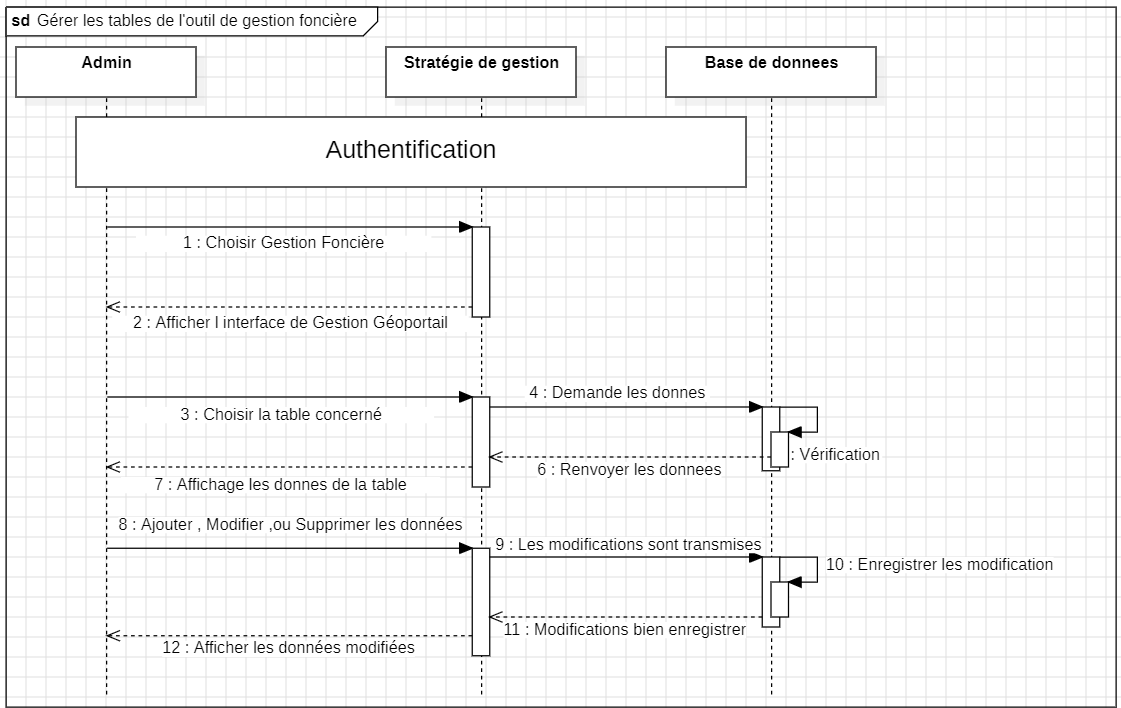 sd Gérer les tables de l'outil de gestion foncière
Admin
Stratégie de gestion
Base de donnees
Authentification
1 : Choisir Gestion Foncière
2 : Afficher l interface de Gestion Géoportail
3 : Choisir la table concerné
4 : Demande les donnes
: Vérification
6 : Renvoyer les donnees
7 : Affichage les donnes de la table
8 : Ajouter , Modifier ,ou Supprimer les données
9 : Les modifications sont transmises
10 : Enregistrer les modification
11 : Modifications bien enregistrer
12 : Afficher les données modifiées